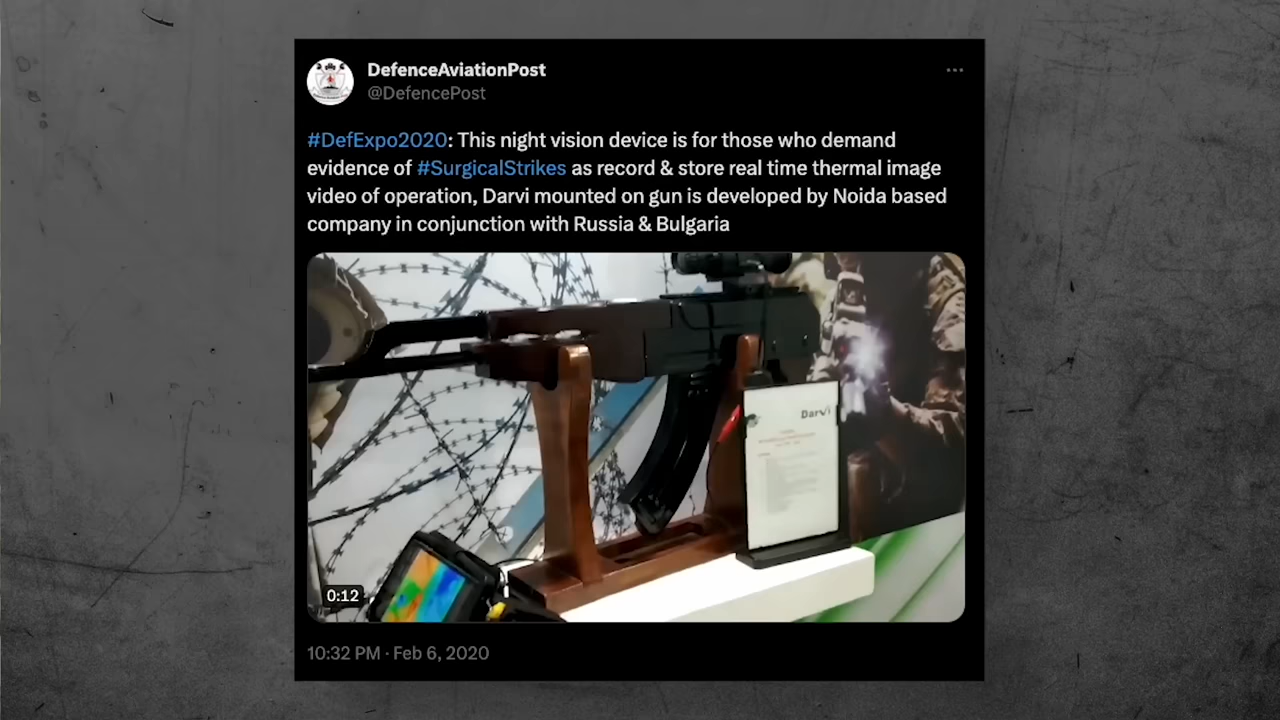 DefenceAviationPost
@DefencePost
#DefExpo2020: This night vision device is for those who demand
evidence of #SurgicalStrikes as record & store real time thermal image
video of operation, Darvi mounted on gun is developed by Noida based
company in conjunction with Russia & Bulgaria
Darvi
0:12
10:32 PM · Feb 6, 2020